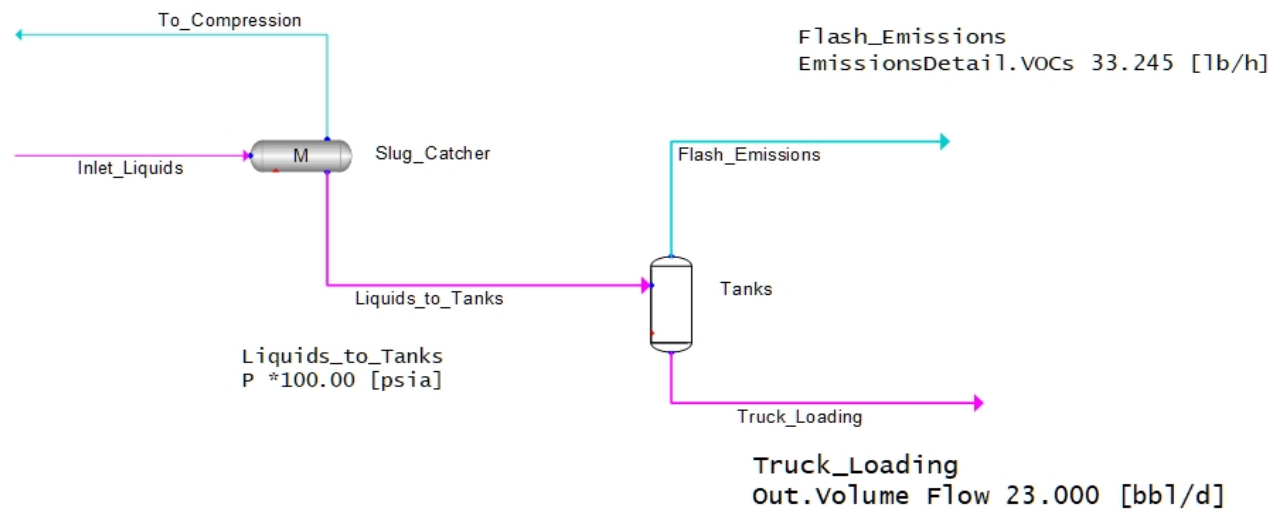 To_Compression
Flash_Emissions
EmissionsDetail.VOCs 33.245 [lb/h]
M
Slug_Catcher
Inlet_Liquids
Flash_Emissions
Liquids_to_Tanks
Tanks
Liquids_to_Tanks
P *100.00 [psia]
Truck_Loading
Truck_Loading
Out.Volume Flow 23.000 [bbl/d]